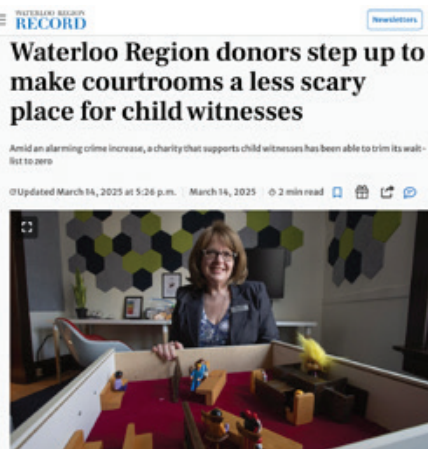 WATERLOO REGION
RECORD
Newsletters
Waterloo Region donors step up to
make courtrooms a less scary
place for child witnesses
Amid an alarming crime increase, a charity that supports child witnesses has been able to trim its wait-
list to zero
Updated March 14, 2025 at 5:26 p.m. | March 14, 2025 | 2 min read